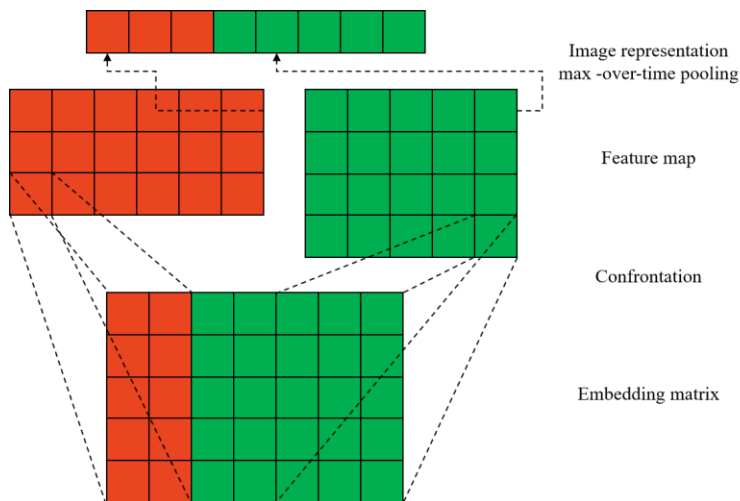 Image representation
max -over-time pooling
Feature map
Confrontation
Embedding matrix